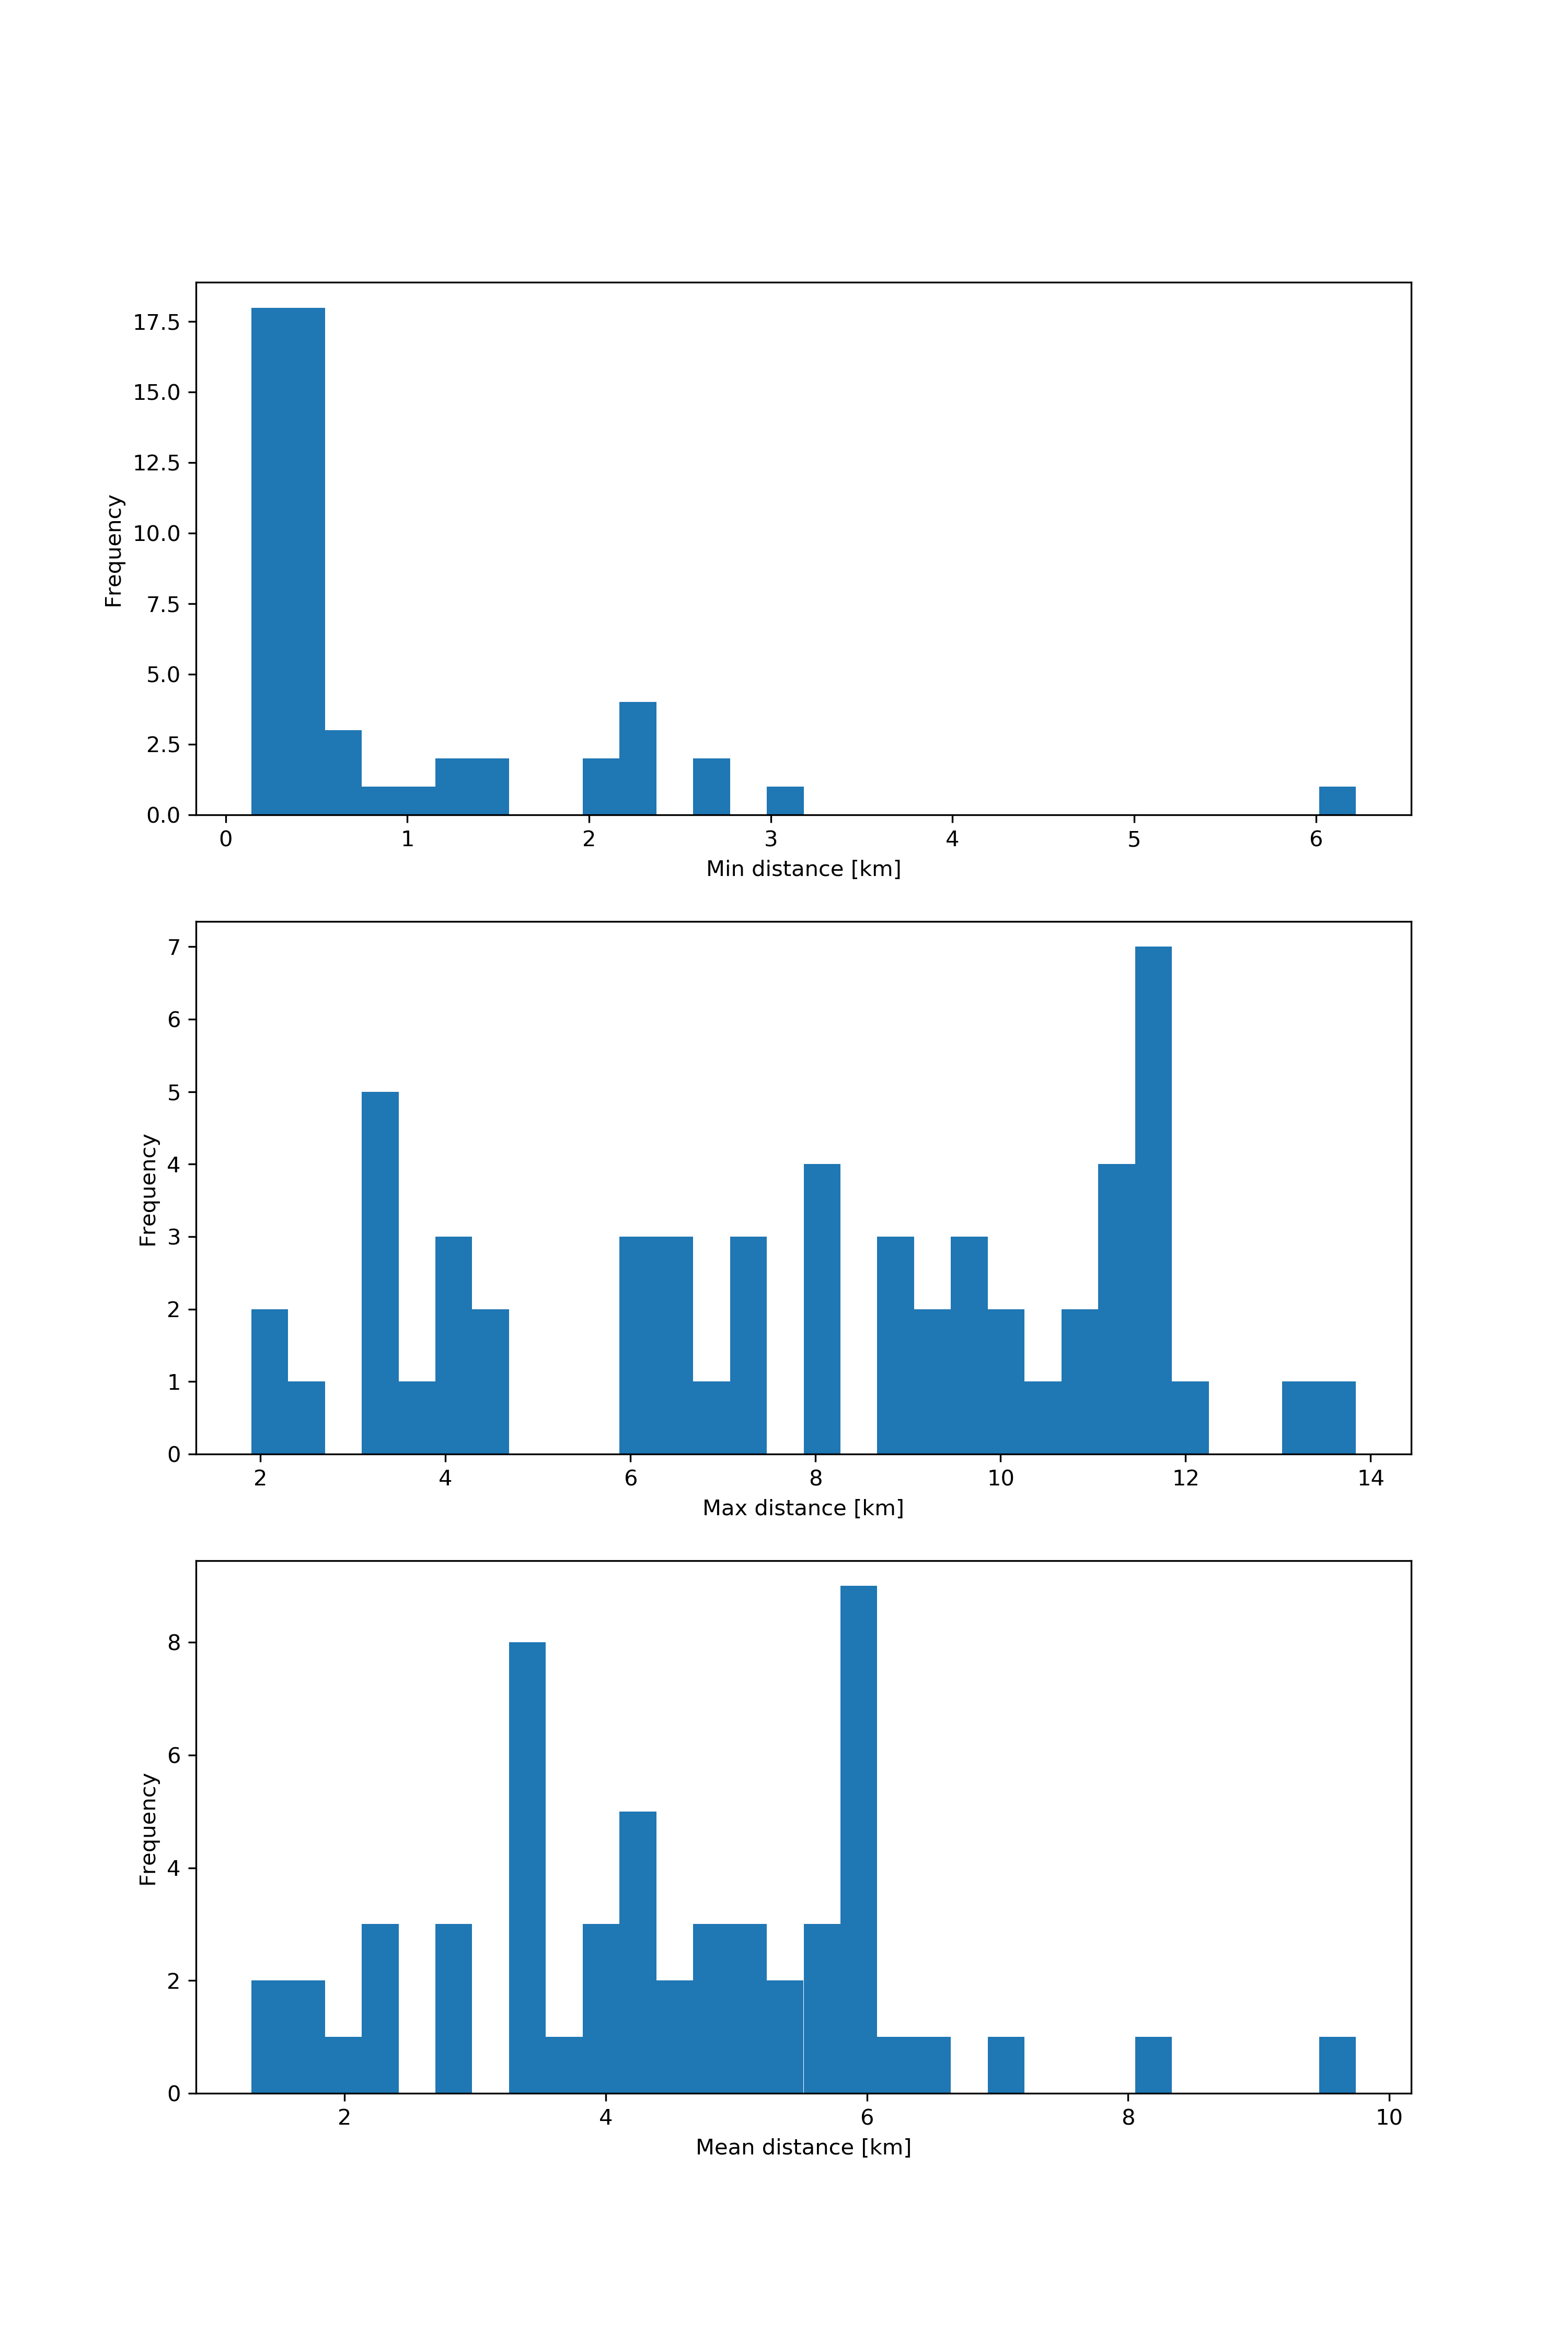 Frequency
17.5
15.0
12.5
10.0
7.5
5.0
2.5
0.0
0 1 2 3 4 5 6
Min distance [km]
Frequency
7
6
5
4
3
2
1
0
2 4 6 8 10 12 14
Max distance [km]
Frequency
8
6
4
2
0
2 4 6 8 10
Mean distance [km]